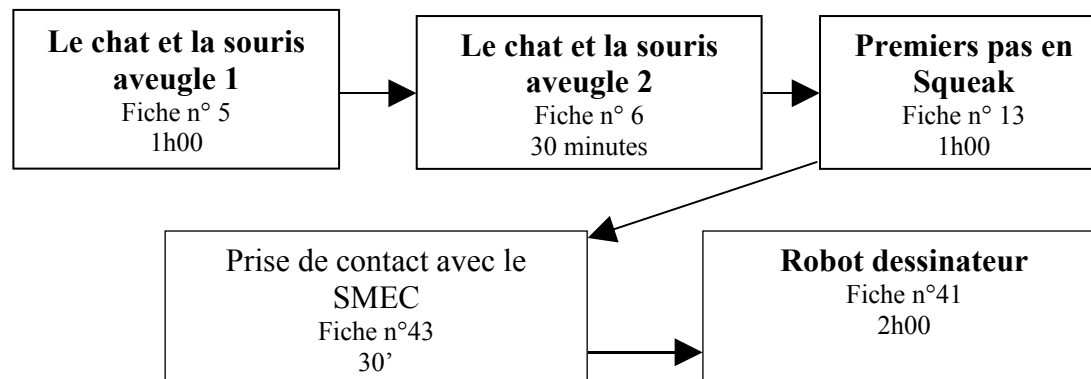 Le chat et la souris
aveugle 1
Fiche n° 5
1h00
Le chat et la souris
aveugle 2
Fiche n° 6
30 minutes
Premiers pas en
Squeak
Fiche n° 13
1h00
Prise de contact avec le
SMEC
Fiche n°43
30’
Robot dessinateur
Fiche n°41
2h00